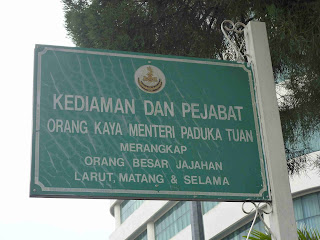 KEDIAMAN DAN PEJABAT
ORANG KAYA MENTERI PADUKA TUAN
MERANGKAP
ORANG BESAR JAJAHAN
LARUT, MATANG & SELAMA